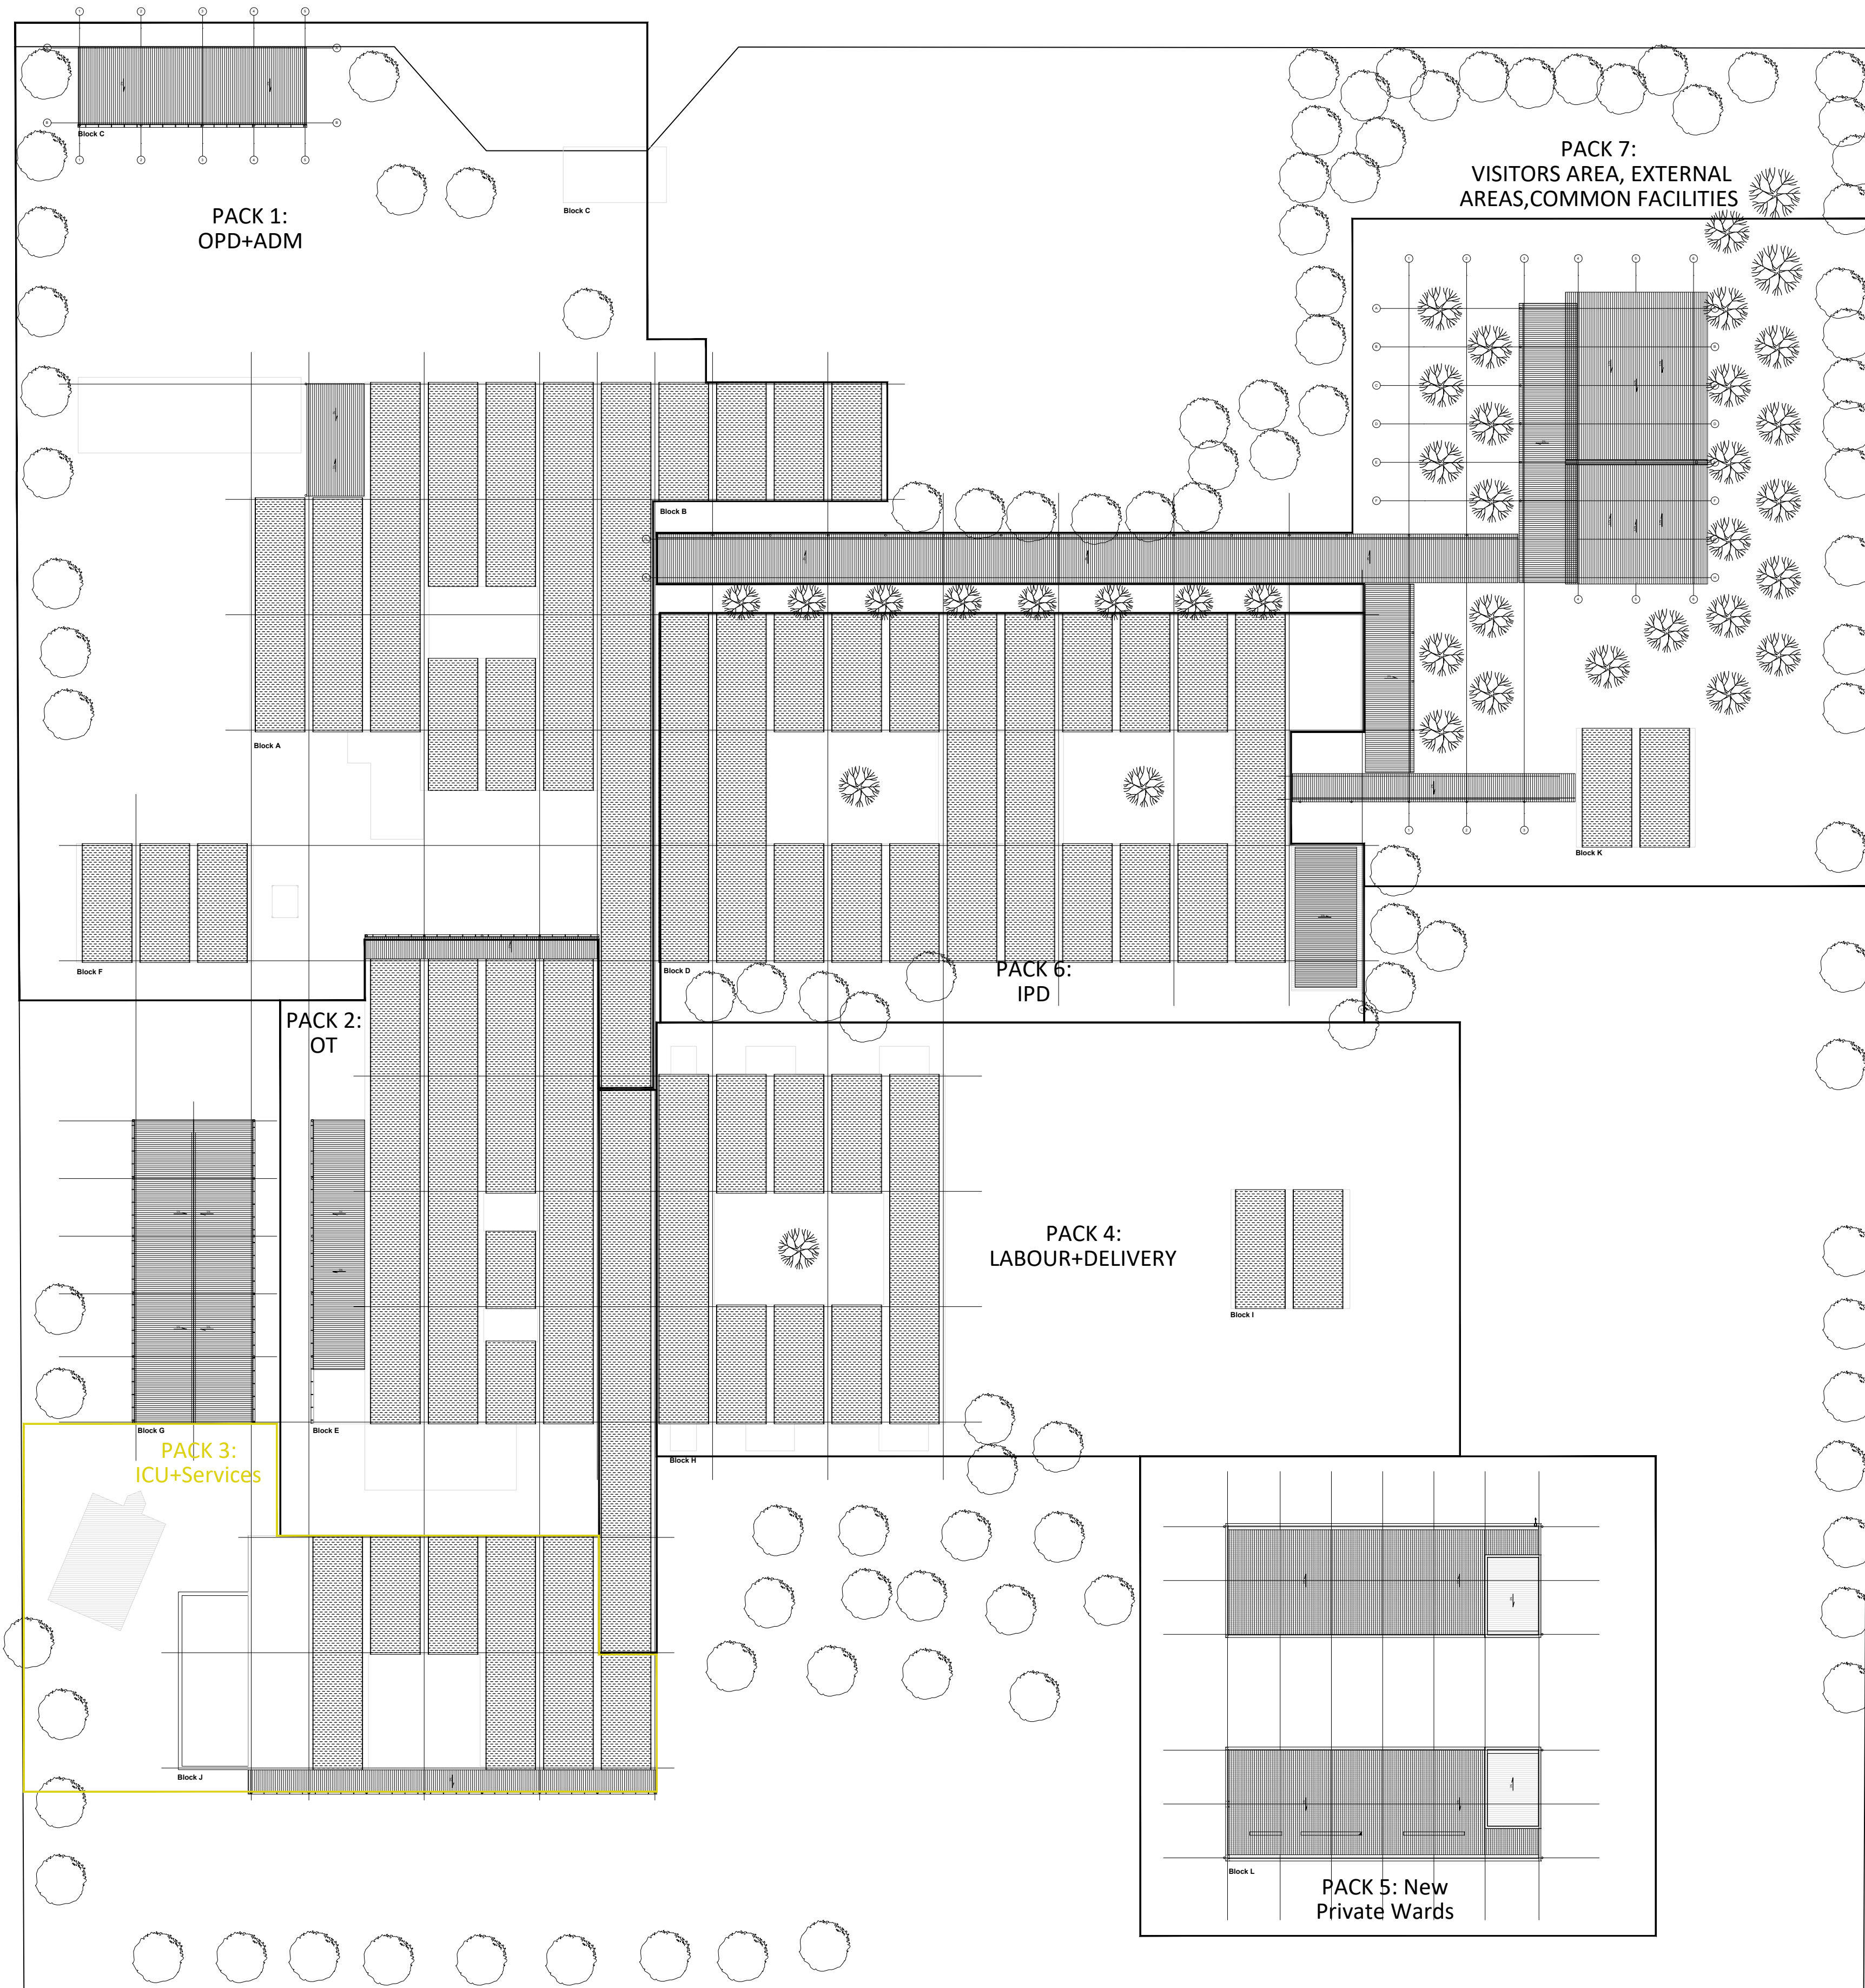 Block C
PACK 1:
OPD+ADM
Block C
PACK 7:
VISITORS AREA, EXTERNAL
AREAS,COMMON FACILITIES
Block B
Block A
Block K
Block F
Block D
PACK 6:
IPD
PACK 2:
OT
PACK 4:
LABOUR+DELIVERY
Block I
Block G
Block E
PACK 3:
ICU+Services
Block H
Block J
Block L
PACK 5: New
Private Wards